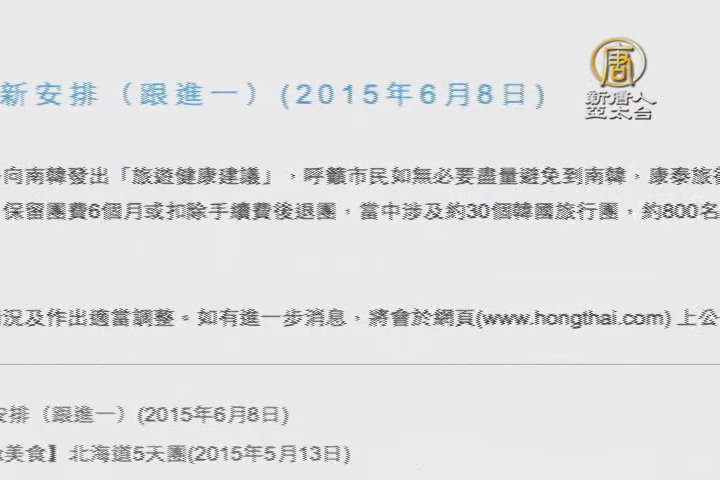 新安排（跟進一）(2015年6月8日)
唐
新唐人
亞太台
向南韓發出「旅遊健康建議」，呼籲市民如無必要盡量避免到南韓，康泰旅
保留團費6個月或扣除手續費後退團，當中涉及約30個韓國旅行團，約800名
況及作出適當調整。如有進一步消息，將會於網頁(www.hongthai.com) 上公
安排（跟進一）(2015年6月8日)
美食】北海道5天團(2015年5月13日)